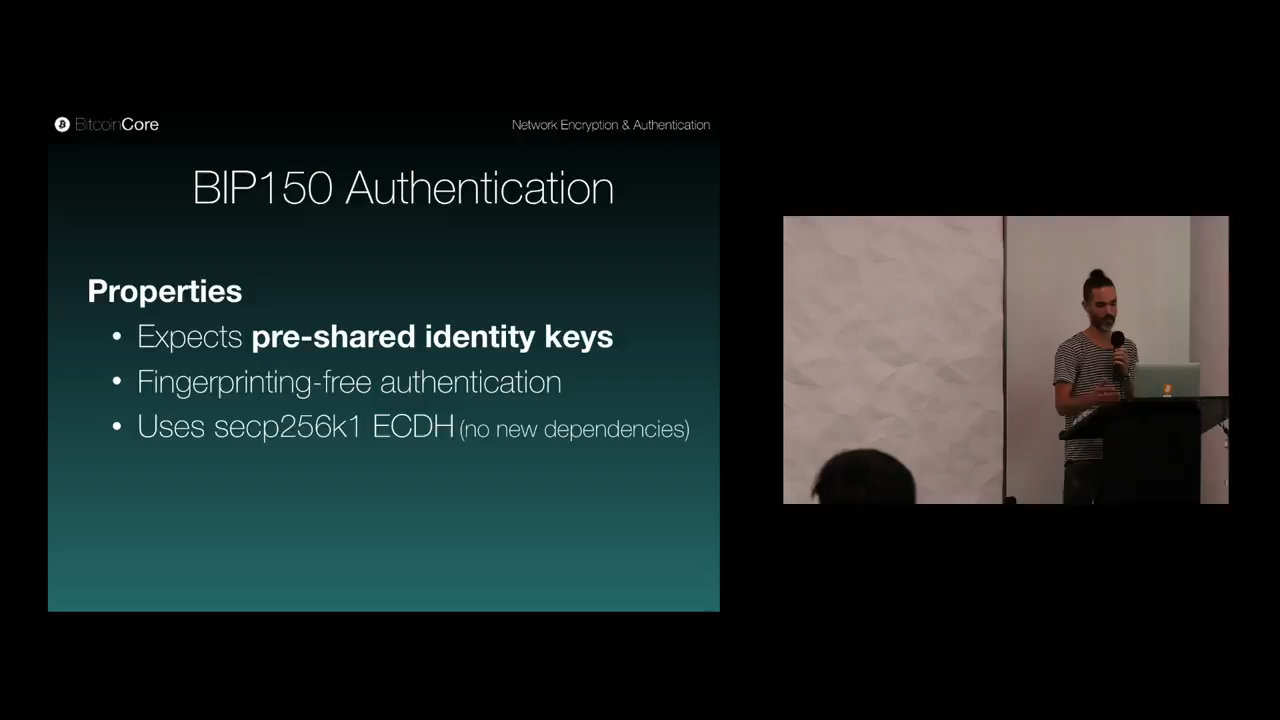 BitcoinCore
Network Encryption & Authentication
BIP150 Authentication
Properties
• Expects pre-shared identity keys
• Fingerprinting-free authentication
• Uses secp256k1 ECDH (no new dependencies)